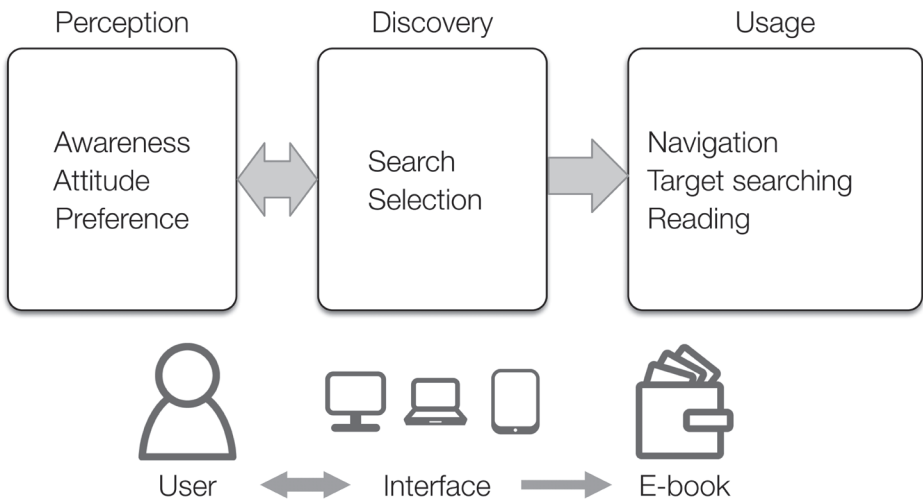 Perception
Discovery
Usage
Awareness
Attitude
Preference
Search
Selection
Navigation
Target searching
Reading
User
Interface
E-book